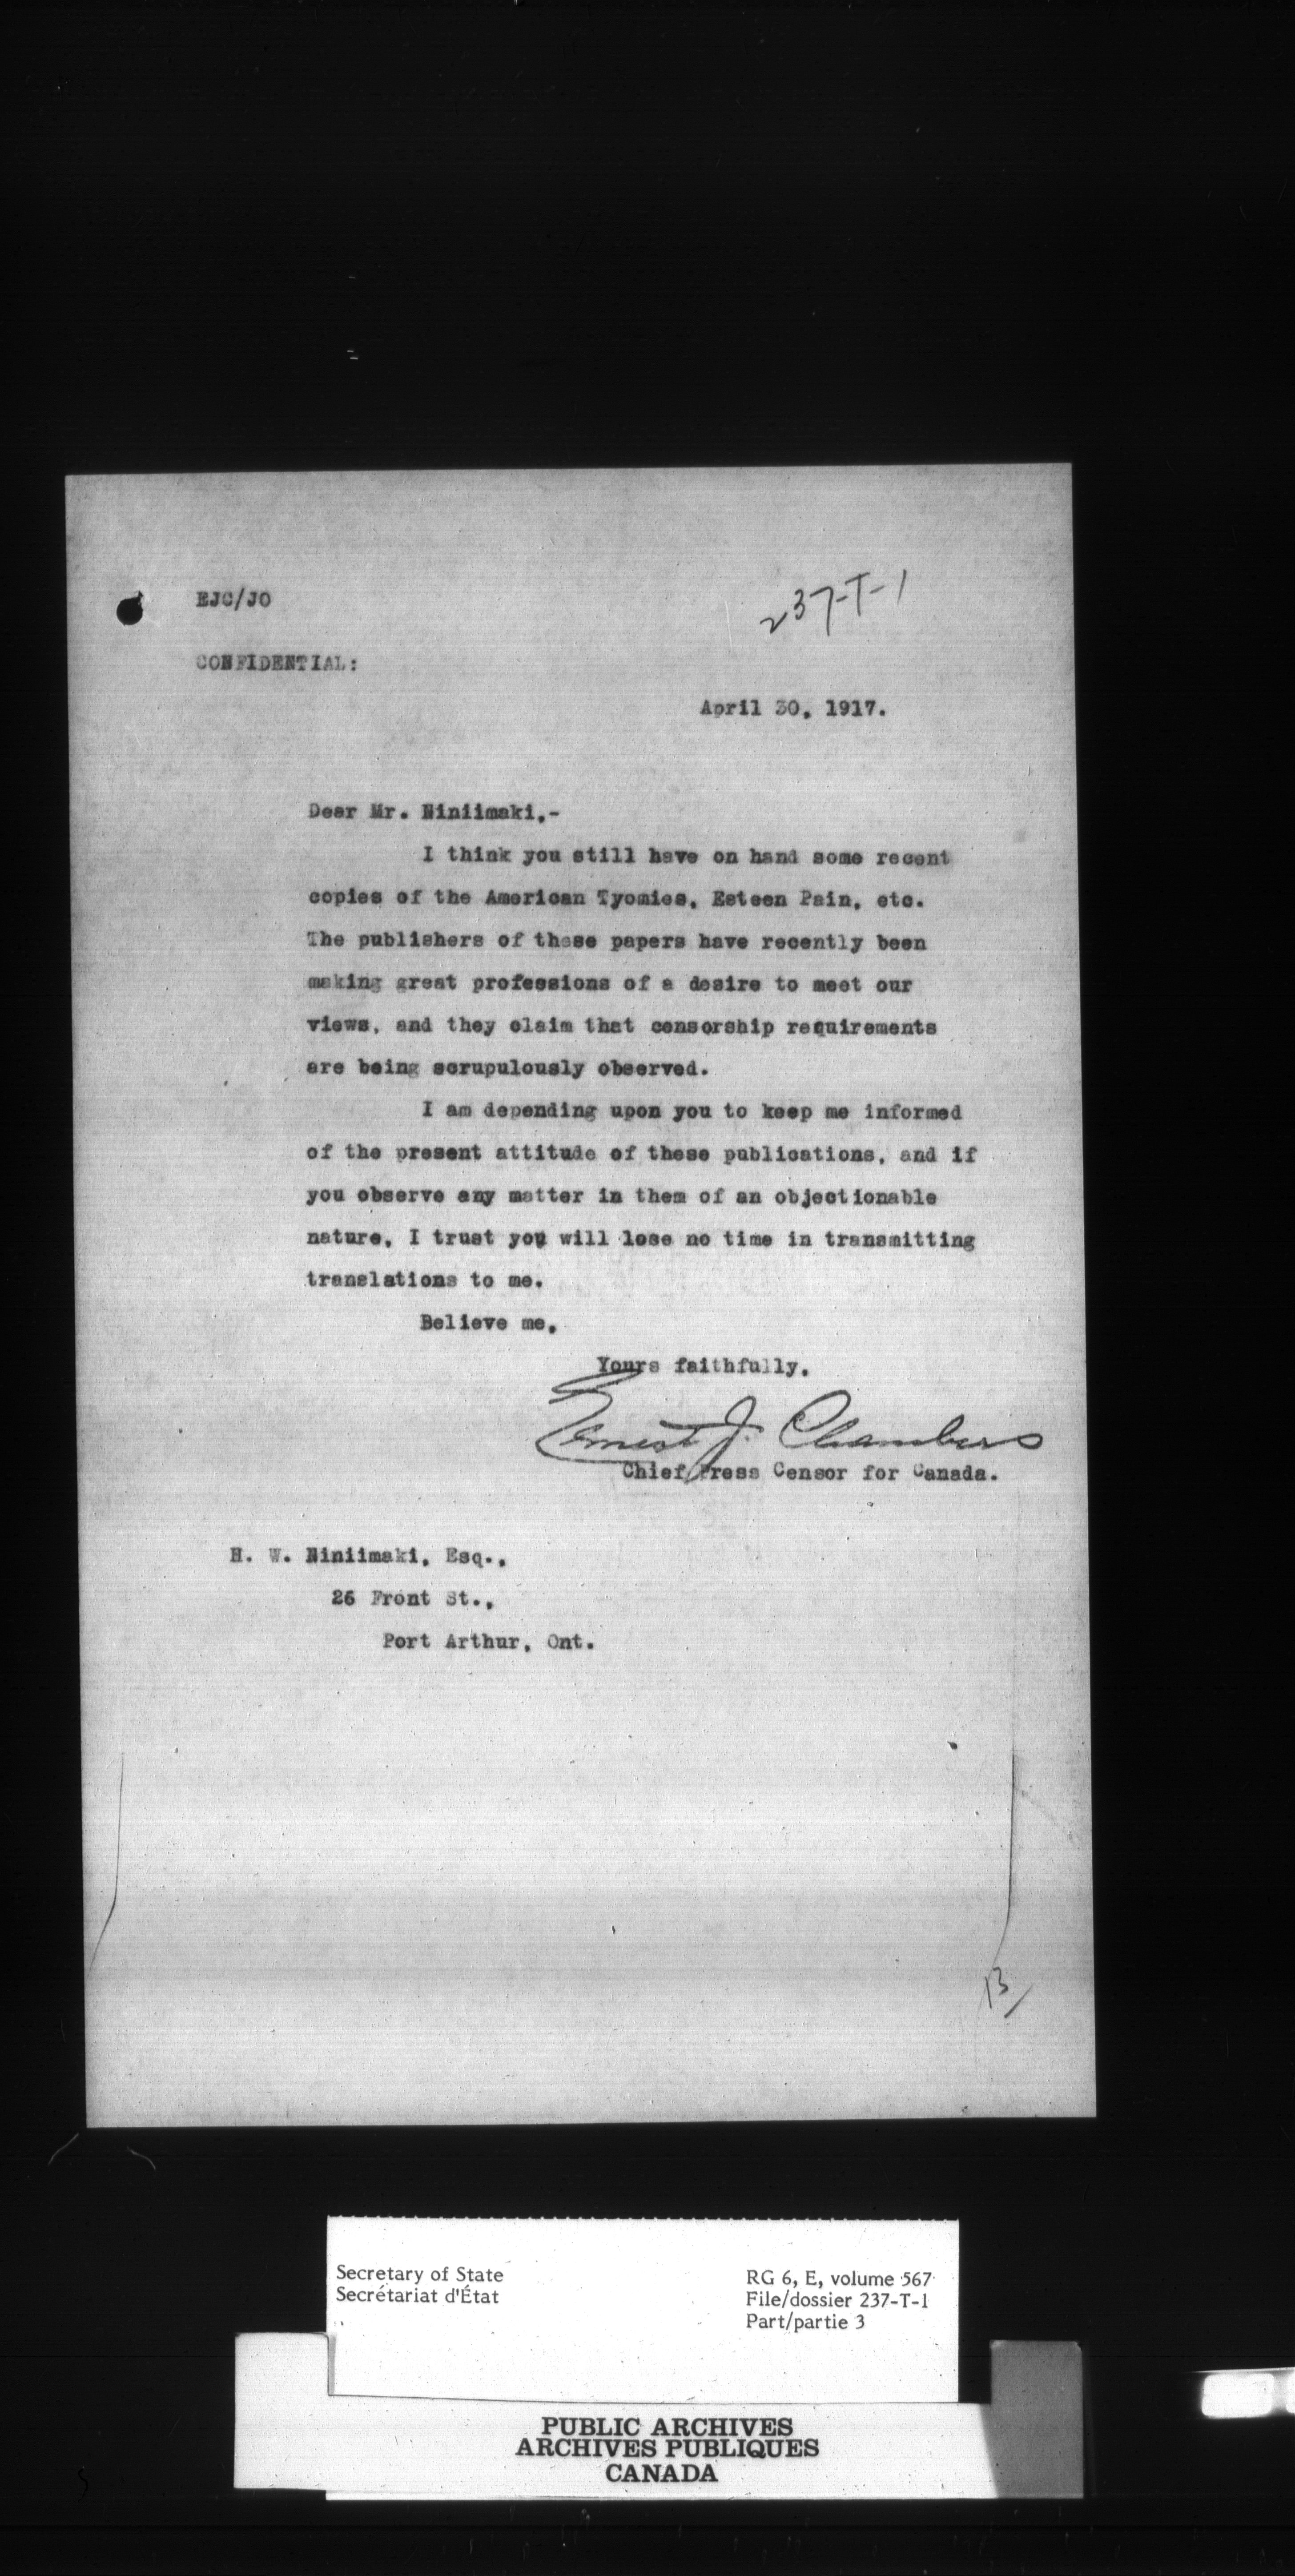 EJC/JO
237-T-1
CONFIDENTIAL:
April 30, 1917.
Dear Mr. Niniimaki,-
I think you still have on hand some recent
copies of the American Tyomies, Eeteen Pain, etc.
The publishers of these papers have recently been
making great professions of a desire to meet our
views, and they claim that censorship requirements
are being scrupulously observed.
I am depending upon you to keep me informed
of the present attitude of these publications, and if
you observe any matter in them of an objectionable
nature, I trust you will lose no time in transmitting
translations to me.
Believe me,
Yours faithfully,
Ernest J. Chambers
Chief Press Censor for Canada.
H. W. Niniimaki, Esq.,
26 Front St.,
Port Arthur, Ont.
Secretary of State
Secrétariat d'État
RG 6, E, volume 567
File/dossier 237-T-1
Part/partie 3
PUBLIC ARCHIVES
ARCHIVES PUBLIQUES
CANADA